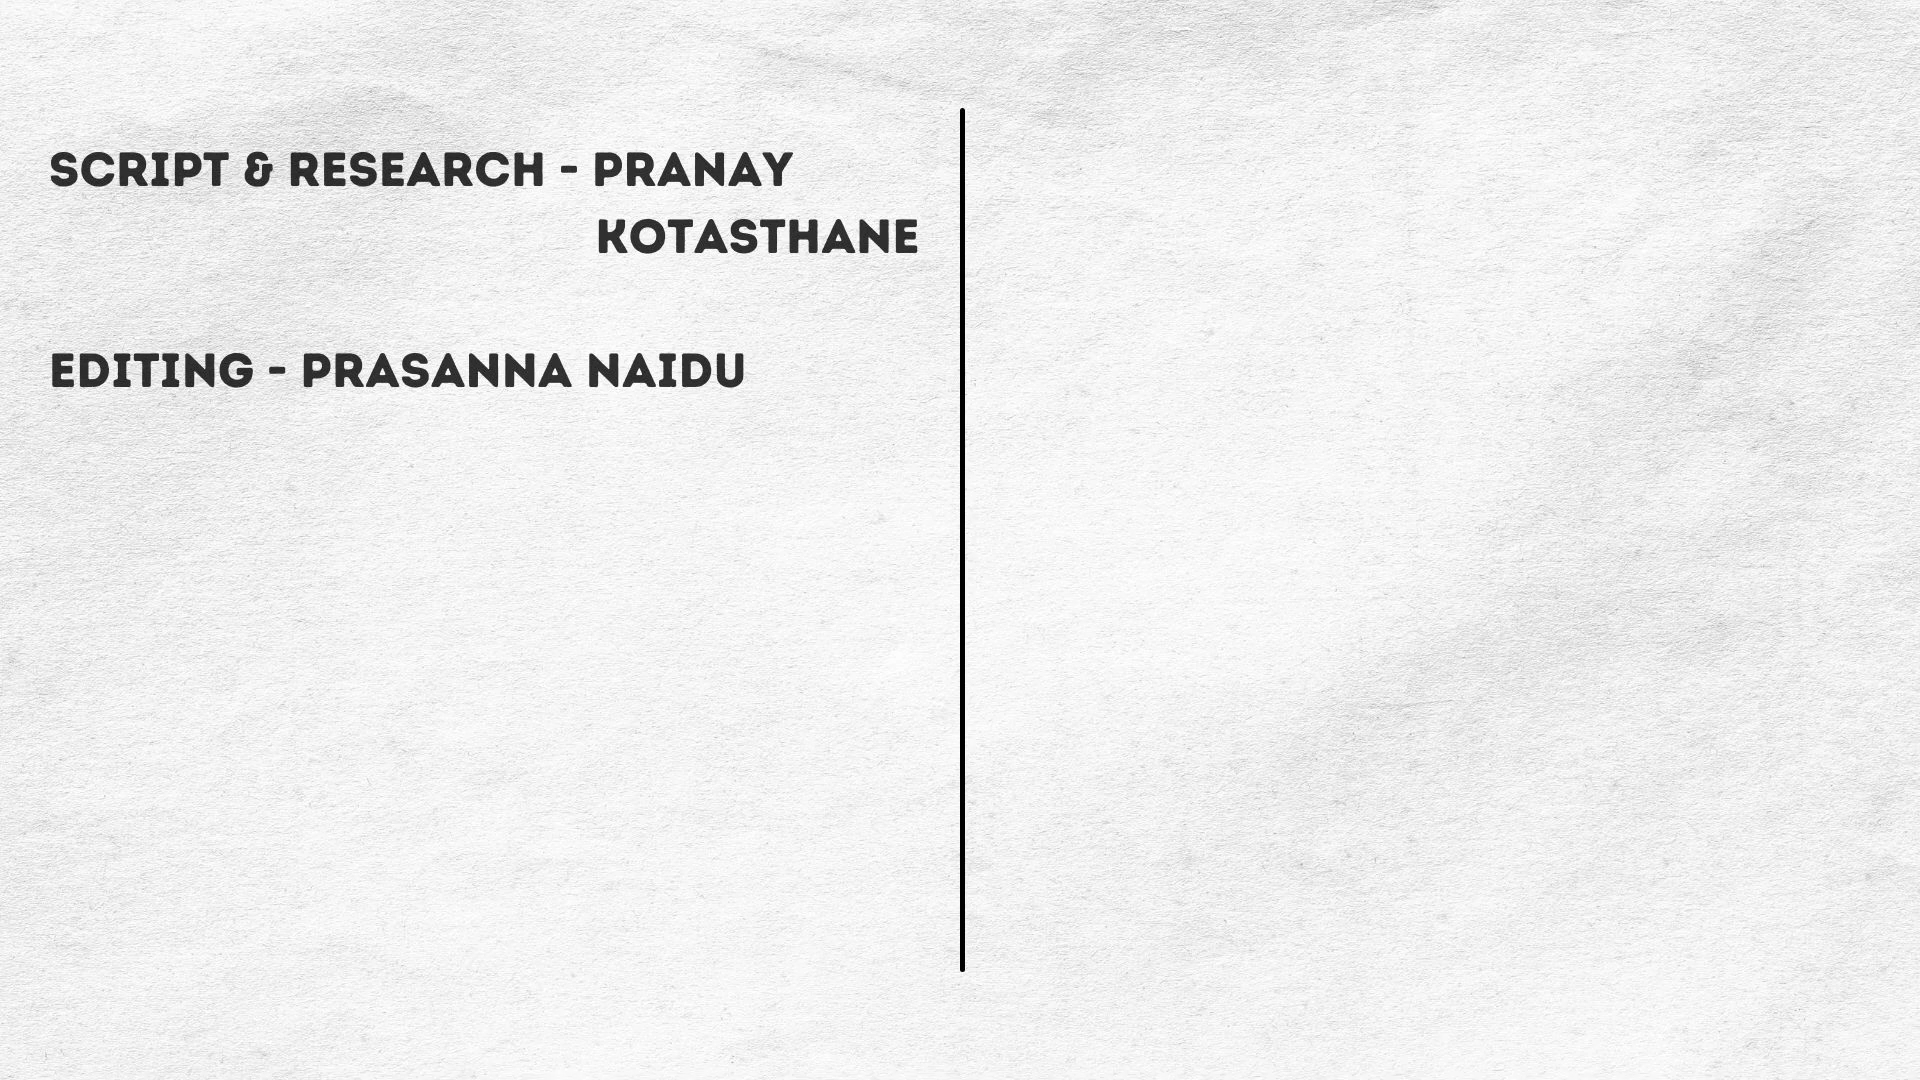 SCRIPT & RESEARCH - PRANAY
KOTASTHANE
EDITING - PRASANNA NAIDU